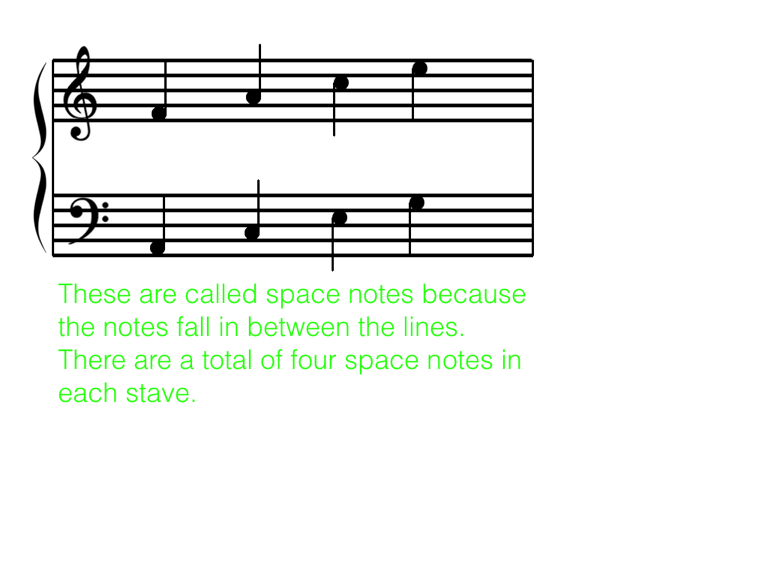 These are called space notes because
the notes fall in between the lines.
There are a total of four space notes in
each stave.